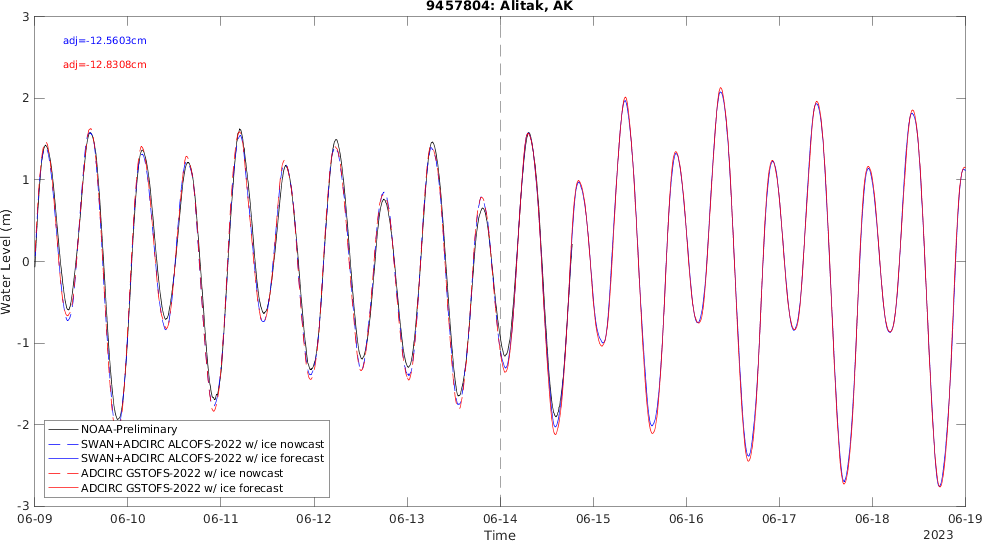 9457804: Alitak, AK
adj=-12.5603cm
adj=-12.8308cm
3
2
1
0
-1
-2
-3
Water Level (m)
NOAA-Preliminary
SWAN+ADCIRC ALCOFS-2022 w/ ice nowcast
SWAN+ADCIRC ALCOFS-2022 w/ ice forecast
ADCIRC GSTOFS-2022 w/ ice nowcast
ADCIRC GSTOFS-2022 w/ ice forecast
06-09 06-10 06-11 06-12 06-13 06-14 06-15 06-16 06-17 06-18 06-19
Time
2023